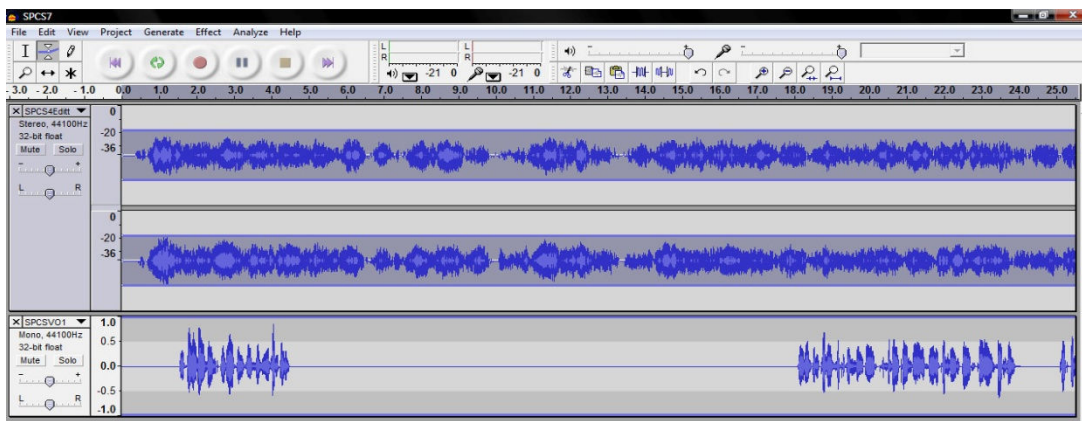 SPCS7
File Edit View Project Generate Effect Analyze Help
L
R
L
R
-21 0
-21 0
- 3.0 - 2.0 - 1.0 0.0 1.0 2.0 3.0 4.0 5.0 6.0 7.0 8.0 9.0 10.0 11.0 12.0 13.0 14.0 15.0 16.0 17.0 18.0 19.0 20.0 21.0 22.0 23.0 24.0 25.0
SPCS4Editt
Stereo, 44100Hz
32-bit float
Mute Solo
- +
L R
0
-20
-36
0
-20
-36
SPCSVO1
Mono, 44100Hz
32-bit float
Mute Solo
- +
L R
1.0
0.5
0.0
-0.5
-1.0